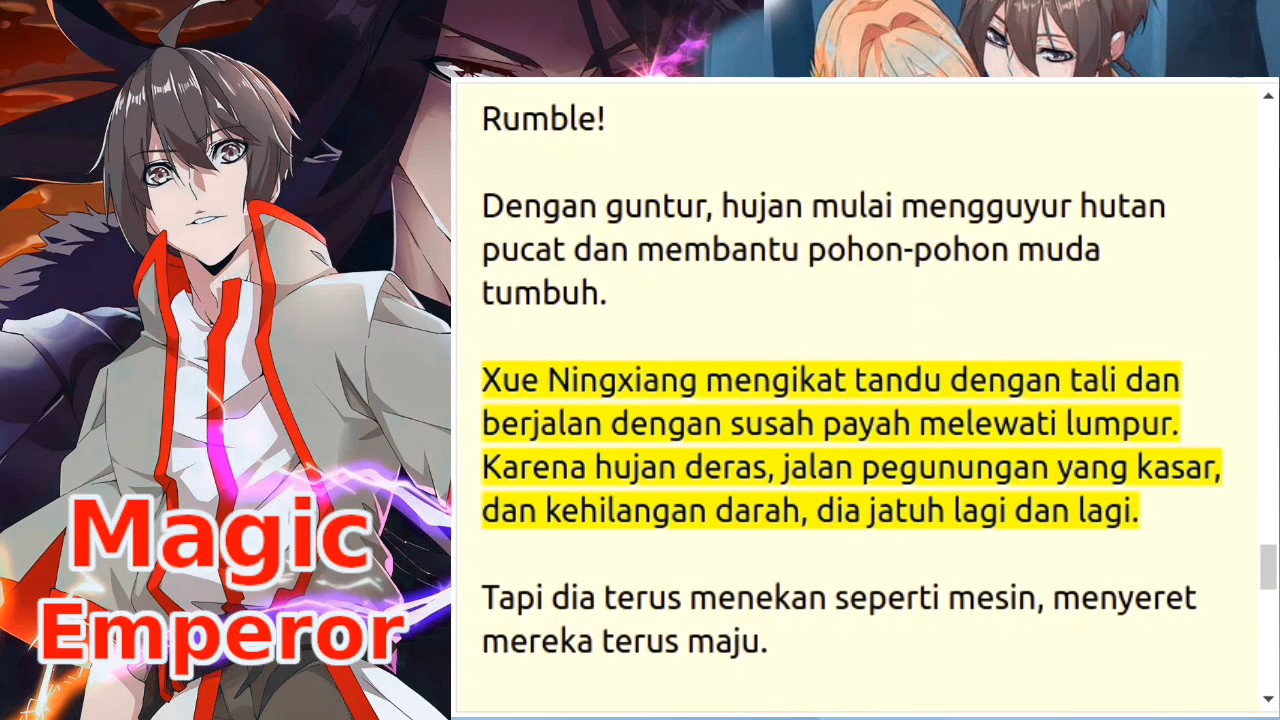 Rumble!
Dengan guntur, hujan mulai mengguyur hutan
pucat dan membantu pohon-pohon muda
tumbuh.
Xue Ningxiang mengikat tandu dengan tali dan
berjalan dengan susah payah melewati lumpur.
Karena hujan deras, jalan pegunungan yang kasar,
dan kehilangan darah, dia jatuh lagi dan lagi.
Tapi dia terus menekan seperti mesin, menyeret
mereka terus maju.
Magic
Emperor